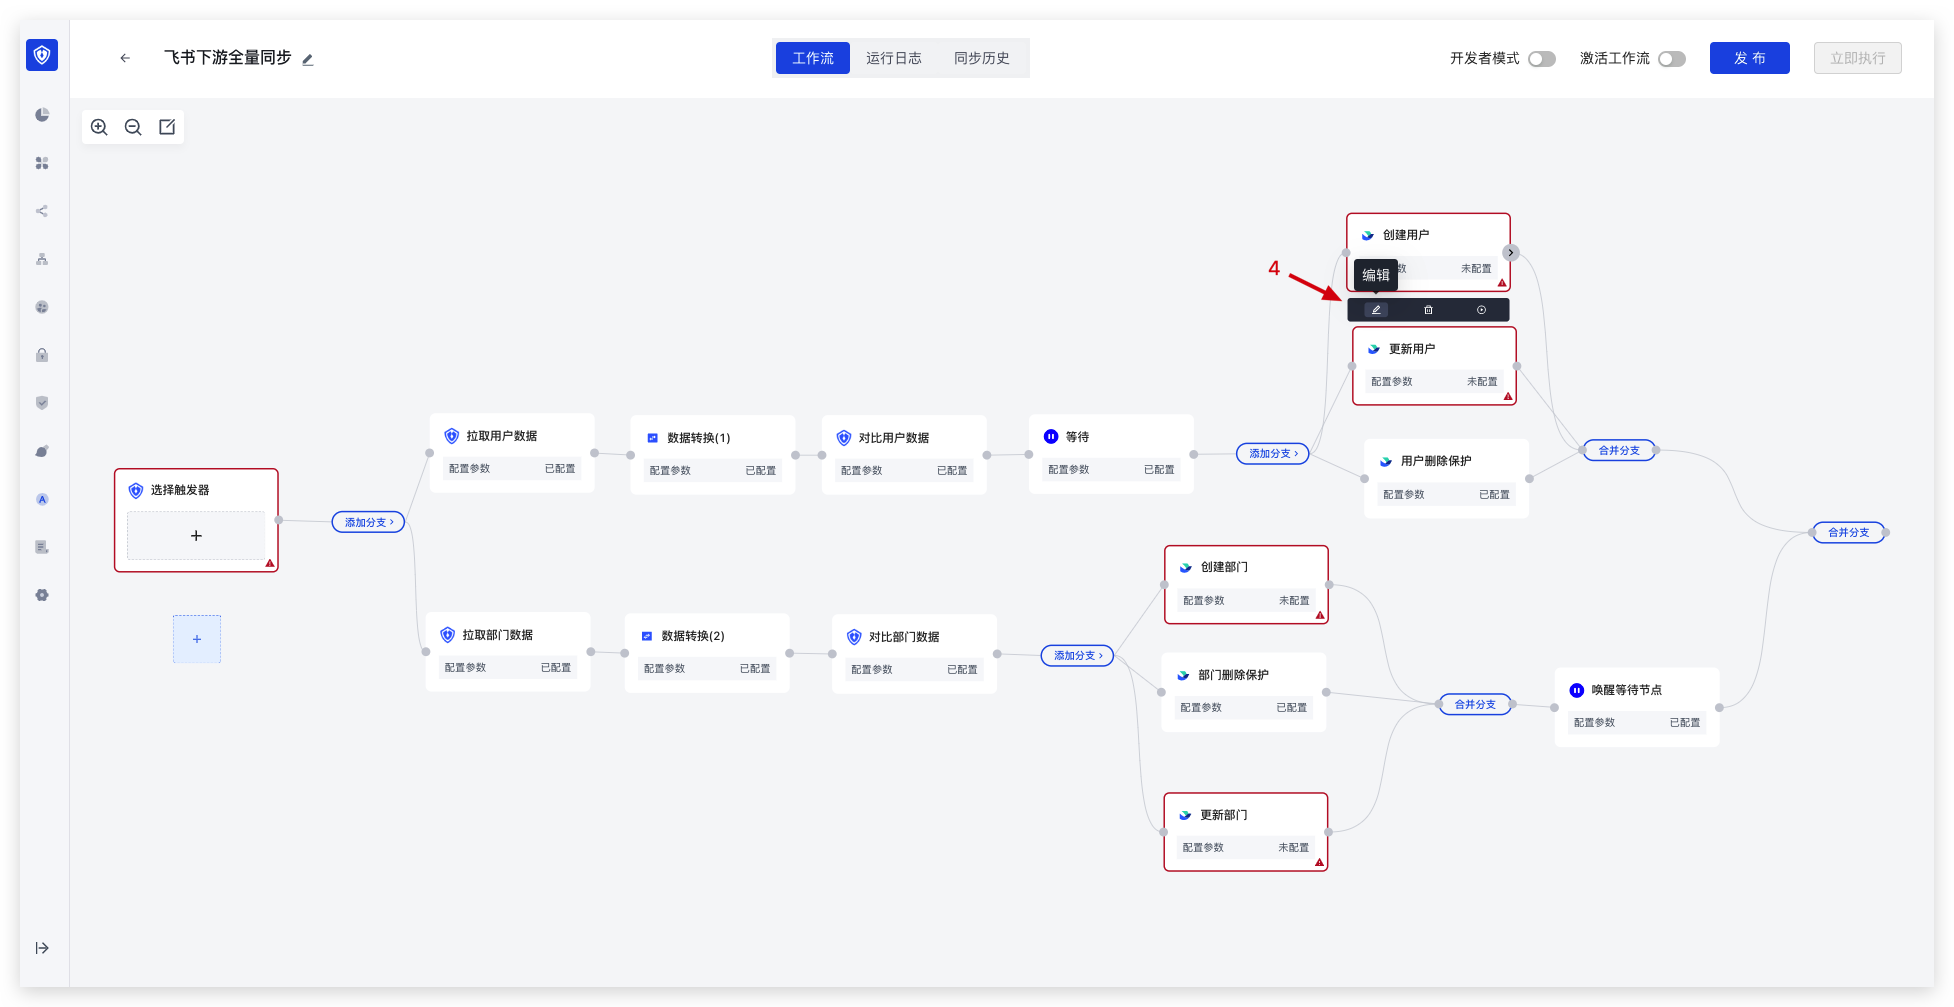 飞书下游全量同步
工作流
运行日志
同步历史
开发者模式
激活工作流
发 布
立即执行
4
创建用户
数
未配置
编辑
更新用户
配置参数
未配置
用户删除保护
配置参数
已配置
拉取用户数据
配置参数
已配置
数据转换(1)
配置参数
已配置
对比用户数据
配置参数
已配置
等待
配置参数
已配置
添加分支
合并分支
选择触发器
添加分支
合并分支
创建部门
配置参数
未配置
拉取部门数据
配置参数
已配置
数据转换(2)
配置参数
已配置
对比部门数据
配置参数
已配置
添加分支
部门删除保护
配置参数
已配置
合并分支
唤醒等待节点
配置参数
已配置
更新部门
配置参数
未配置